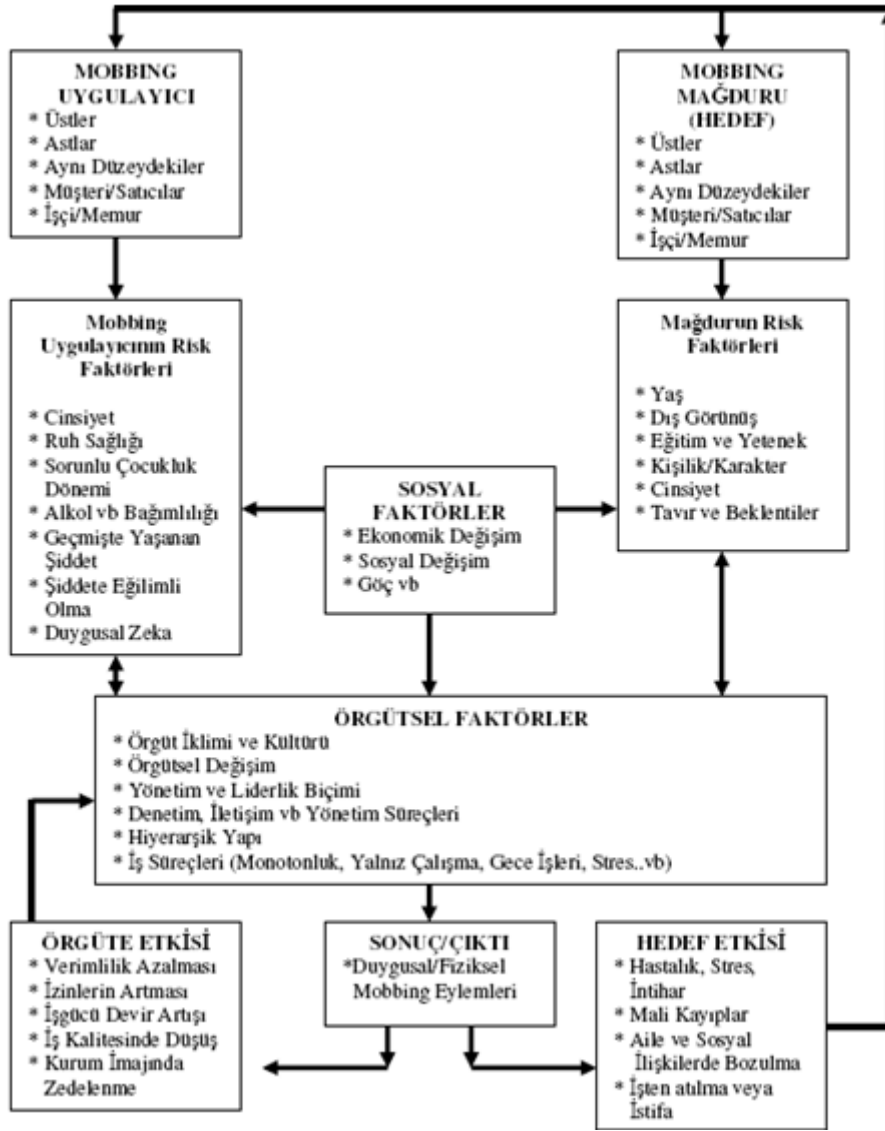 MOBBING
UYGULAYICI
* Üstler
* Astlar
* Aynı Düzeydekiler
* Müşteri/Satıcılar
* İşçi/Memur
MOBBING
MAĞDURU
(HEDEF)
* Üstler
* Astlar
* Aynı Düzeydekiler
* Müşteri/Satıcılar
* İşçi/Memur
Mobbing
Uygulayıcının Risk
Faktörleri
* Cinsiyet
* Ruh Sağlığı
* Sorunlu Çocukluk
Dönemi
* Alkol vb Bağımlılığı
* Geçmişte Yaşanan
Şiddet
* Şiddete Eğilimli
Olma
* Duygusal Zeka
Mağdurun Risk
Faktörleri
* Yaş
* Dış Görünüş
* Eğitim ve Yetenek
* Kişilik/Karakter
* Cinsiyet
* Tavır ve Beklentiler
SOSYAL
FAKTÖRLER
* Ekonomik Değişim
* Sosyal Değişim
* Göç vb
ÖRGÜTSEL FAKTÖRLER
* Örgüt İklimi ve Kültürü
* Örgütsel Değişim
* Yönetim ve Liderlik Biçimi
* Denetim, İletişim vb Yönetim Süreçleri
* Hiyerarşik Yapı
* İş Süreçleri (Monotonluk, Yalnız Çalışma, Gece İşleri, Stres..vb)
ÖRGÜTE ETKİSİ
* Verimlilik Azalması
* İzinlerin Artması
* İşgücü Devir Artışı
* İş Kalitesinde Düşüş
* Kurum İmajında
Zedelenme
SONUÇ/ÇIKTI
*Duygusal/Fiziksel
Mobbing Eylemleri
HEDEF ETKİSİ
* Hastalık, Stres,
İntihar
* Mali Kayıplar
* Aile ve Sosyal
İlişkilerde Bozulma
* İşten atılma veya
İstifa